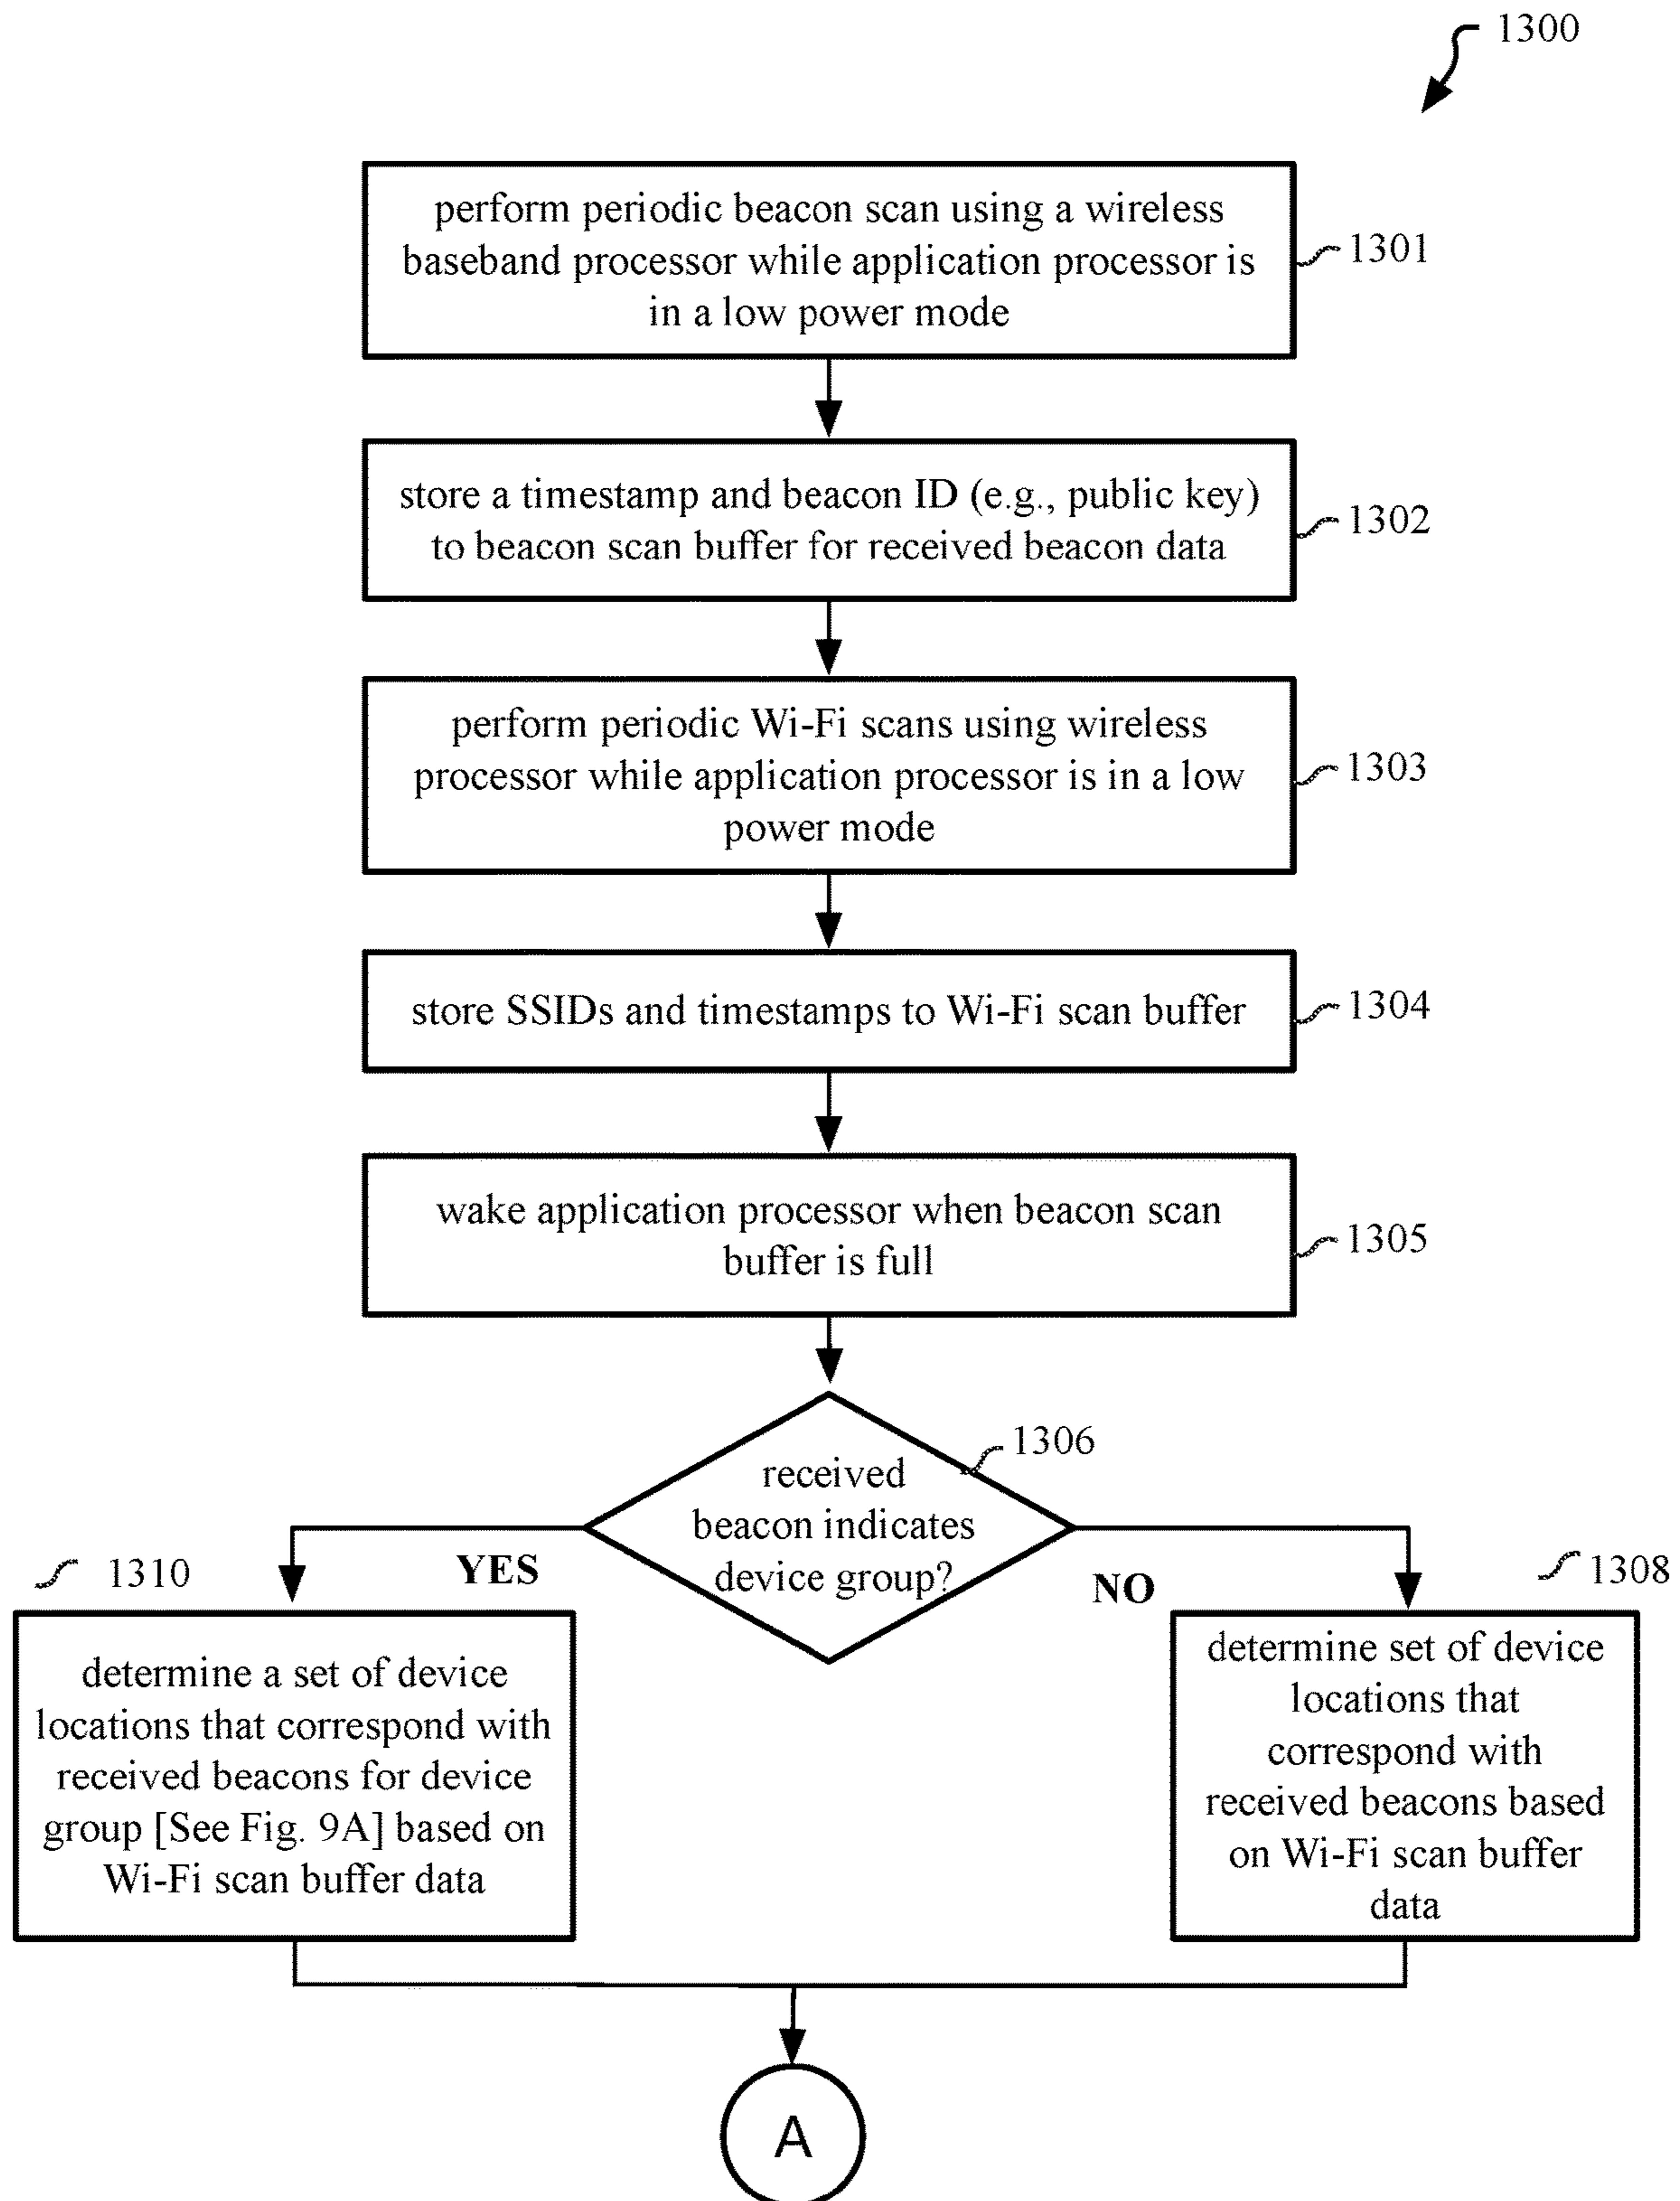 1300
perform periodic beacon scan using a wireless
baseband processor while application processor is
in a low power mode
1301
store a timestamp and beacon ID (e.g., public key)
to beacon scan buffer for received beacon data
1302
perform periodic Wi-Fi scans using wireless
processor while application processor is in a low
power mode
1303
store SSIDs and timestamps to Wi-Fi scan buffer
1304
wake application processor when beacon scan
buffer is full
1305
1306
received
beacon indicates
device group?
YES
NO
1310
determine a set of device
locations that correspond with
received beacons for device
group [See Fig. 9A] based on
Wi-Fi scan buffer data
1308
determine set of device
locations that
correspond with
received beacons based
on Wi-Fi scan buffer
data
A